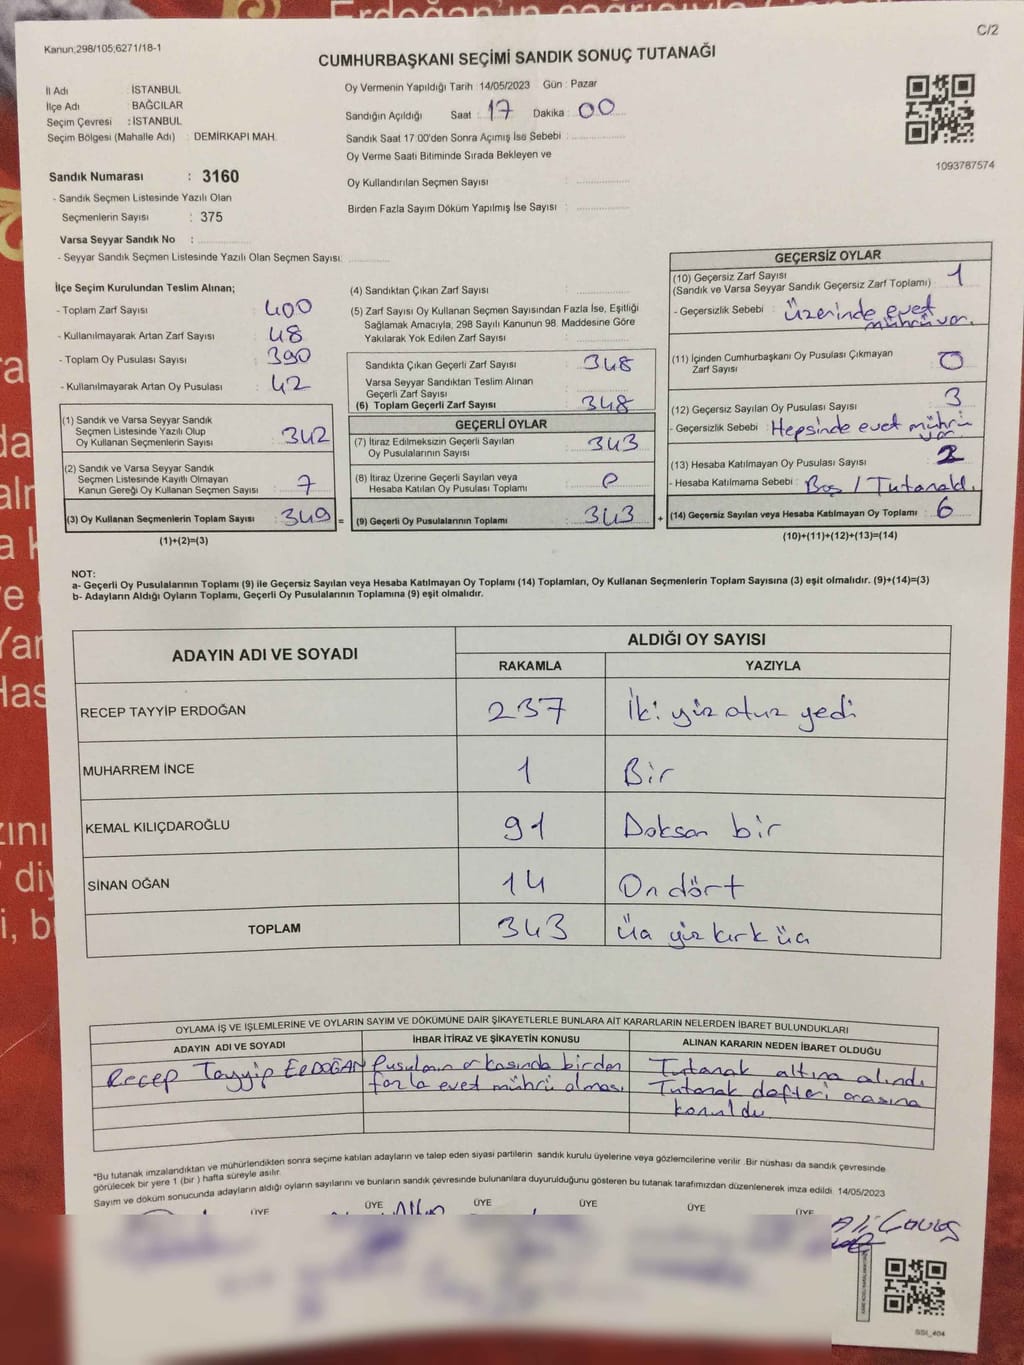 Erdoğan'ın çağrısıyla
C/2
Kanun;298/105;6271/18-1
CUMHURBAŞKANI SEÇİMİ SANDIK SONUÇ TUTANAĞI
İl Adı : İSTANBUL
İlçe Adı : BAĞCILAR
Seçim Çevresi : İSTANBUL
Seçim Bölgesi (Mahalle Adı) : DEMİRKAPI MAH.
Oy Vermenin Yapıldığı Tarih : 14/05/2023 Gün : Pazar
Sandığın Açıldığı Saat : 17 Dakika : 00
Sandık Saat 17:00'den Sonra Açımış İse Sebebi :
Oy Verme Saati Bitiminde Sırada Bekleyen ve
Oy Kullandırılan Seçmen Sayısı :
Birden Fazla Sayım Döküm Yapılmış İse Sayısı :
1093787574
Sandık Numarası : 3160
- Sandık Seçmen Listesinde Yazılı Olan
Seçmenlerin Sayısı : 375
Varsa Seyyar Sandık No :
- Seyyar Sandık Seçmen Listesinde Yazılı Olan Seçmen Sayısı:
İlçe Seçim Kurulundan Teslim Alınan;
- Toplam Zarf Sayısı : 400
- Kullanılmayarak Artan Zarf Sayısı : 48
- Toplam Oy Pusulası Sayısı : 390
- Kullanılmayarak Artan Oy Pusulası : 42
(1) Sandık ve Varsa Seyyar Sandık
Seçmen Listesinde Yazılı Olup
Oy Kullanan Seçmenlerin Sayısı : 342
(2) Sandık ve Varsa Seyyar Sandık
Seçmen Listesinde Kayıtlı Olmayan
Kanun Gereği Oy Kullanan Seçmen Sayısı : 7
(3) Oy Kullanan Seçmenlerin Toplam Sayısı : 349 =
(1)+(2)=(3)
(4) Sandıktan Çıkan Zarf Sayısı :
(5) Zarf Sayısı Oy Kullanan Seçmen Sayısından Fazla İse, Eşitliği
Sağlamak Amacıyla, 298 Sayılı Kanunun 98. Maddesine Göre
Yakılarak Yok Edilen Zarf Sayısı :
Sandıkta Çıkan Geçerli Zarf Sayısı : 348
Varsa Seyyar Sandıktan Teslim Alınan
Geçerli Zarf Sayısı :
(6) Toplam Geçerli Zarf Sayısı : 348
GEÇERLİ OYLAR
(7) İtiraz Edilmeksizin Geçerli Sayılan
Oy Pusulalarının Sayısı : 343
(8) İtiraz Üzerine Geçerli Sayılan veya
Hesaba Katılan Oy Pusulası Toplamı : 0
(9) Geçerli Oy Pusulalarının Toplamı : 343 +
GEÇERSİZ OYLAR
(10) Geçersiz Zarf Sayısı : 1
(Sandık ve Varsa Seyyar Sandık Geçersiz Zarf Toplamı)
- Geçersizlik Sebebi : Üzerinde evet
mührü var.
(11) İçinden Cumhurbaşkanı Oy Pusulası Çıkmayan
Zarf Sayısı : 0
(12) Geçersiz Sayılan Oy Pusulası Sayısı : 3
- Geçersizlik Sebebi : Hepsinde evet mührü
var
(13) Hesaba Katılmayan Oy Pusulası Sayısı : 2
- Hesaba Katılmama Sebebi : Boş / Tutanakl.
(14) Geçersiz Sayılan veya Hesaba Katılmayan Oy Toplamı : 6
(10)+(11)+(12)+(13)=(14)
NOT:
a- Geçerli Oy Pusulalarının Toplamı (9) ile Geçersiz Sayılan veya Hesaba Katılmayan Oy Toplamı (14) Toplamları, Oy Kullanan Seçmenlerin Toplam Sayısına (3) eşit olmalıdır. (9)+(14)=(3)
b- Adayların Aldığı Oyların Toplamı, Geçerli Oy Pusulalarının Toplamına (9) eşit olmalıdır.
ADAYIN ADI VE SOYADI
ALDIĞI OY SAYISI
RAKAMLA YAZIYLA
RECEP TAYYİP ERDOĞAN 237 İki yüz otuz yedi
MUHARREM İNCE 1 Bir
KEMAL KILIÇDAROĞLU 91 Doksan bir
SİNAN OĞAN 14 On dört
TOPLAM 343 üç yüz kırk üç
OYLAMA İŞ VE İŞLEMLERİNE VE OYLARIN SAYIM VE DÖKÜMÜNE DAİR ŞİKAYETLERLE BUNLARA AİT KARARLARIN NELERDEN İBARET BULUNDUKLARI
ADAYIN ADI VE SOYADI İHBAR İTİRAZ VE ŞİKAYETİN KONUSU ALINAN KARARIN NEDEN İBARET OLDUĞU
Recep Tayyip ERDOĞAN Pusulanın arkasında birden Tutanak altına alındı
fazla evet mührü olması. Tutanak defteri arasına
konuldu.
*Bu tutanak imzalandıktan ve mühürlendikten sonra seçime katılan adayların ve talep eden siyasi partilerin sandık kurulu üyelerine veya gözlemcilerine verilir .Bir nüshası da sandık çevresinde
görülecek bir yere 1 (bir ) hafta süreyle asılır.
Sayım ve döküm sonucunda adayların aldığı oyların sayılarını ve bunların sandık çevresinde bulunanlara duyurulduğunu gösteren bu tutanak tarafımızdan düzenlenerek imza edildi. 14/05/2023
ÜYE ÜYE ÜYE ÜYE ÜYE ÜYE
SSI_404